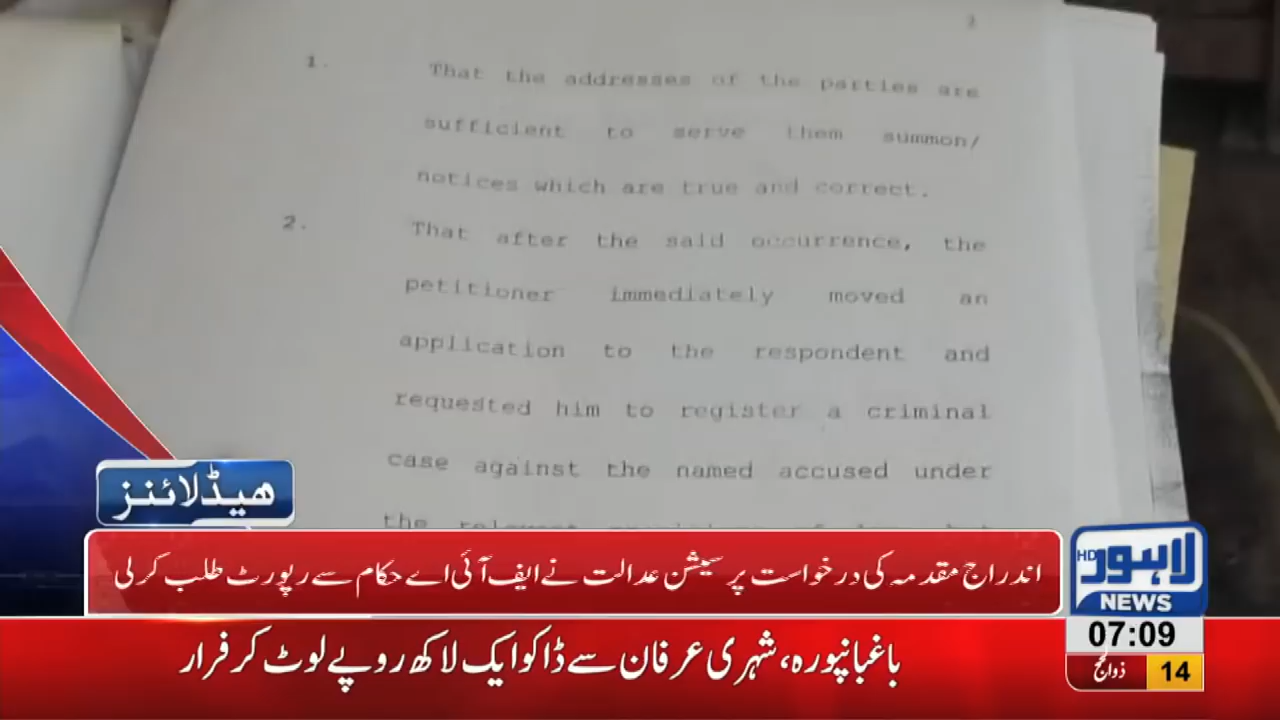 1
1. That the addresses of the parties are
sufficient to serve them summon/
notices which are true and correct.
2. That after the said occurrence, the
petitioner immediately moved an
application to the respondent and
requested him to register a criminal
case against the named accused under
the relevant
ھیڈلائنز
اندراج مقدمہ کی درخواست پر سیشن عدالت نے ایف آئی اے حکام سے رپورٹ طلب کرلی
لاہور HD
NEWS
07:09
ذوالحج 14
باغبانپورہ، شہری عرفان سے ڈاکو ایک لاکھ روپے لوٹ کر فرار